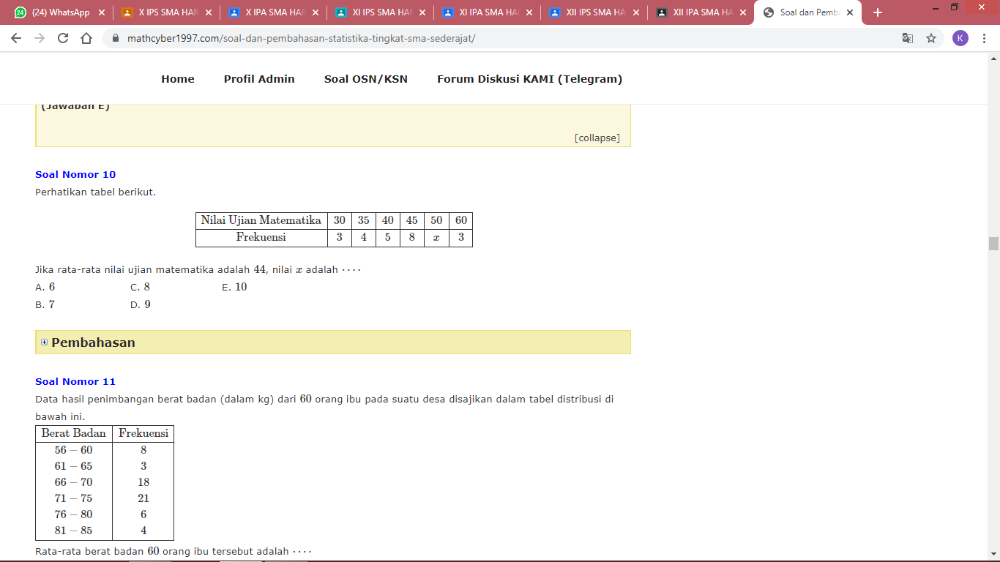 (24) WhatsApp
X IPS SMA HAR
X IPA SMA HAR
XI IPS SMA HAR
XI IPA SMA HA
XII IPS SMA HA
XII IPA SMA HA
Soal dan Pemb
mathcyber1997.com/soal-dan-pembahasan-statistika-tingkat-sma-sederajat/
K
Home Profil Admin Soal OSN/KSN Forum Diskusi KAMI (Telegram)
(Jawaban E)
[collapse]
Soal Nomor 10
Perhatikan tabel berikut.
Nilai Ujian Matematika 30 35 40 45 50 60
Frekuensi 3 4 5 8 x 3
Jika rata-rata nilai ujian matematika adalah 44, nilai x adalah ····
A. 6 C. 8 E. 10
B. 7 D. 9
Pembahasan
Soal Nomor 11
Data hasil penimbangan berat badan (dalam kg) dari 60 orang ibu pada suatu desa disajikan dalam tabel distribusi di
bawah ini.
Berat Badan Frekuensi
56 – 60 8
61 – 65 3
66 – 70 18
71 – 75 21
76 – 80 6
81 – 85 4
Rata-rata berat badan 60 orang ibu tersebut adalah ····